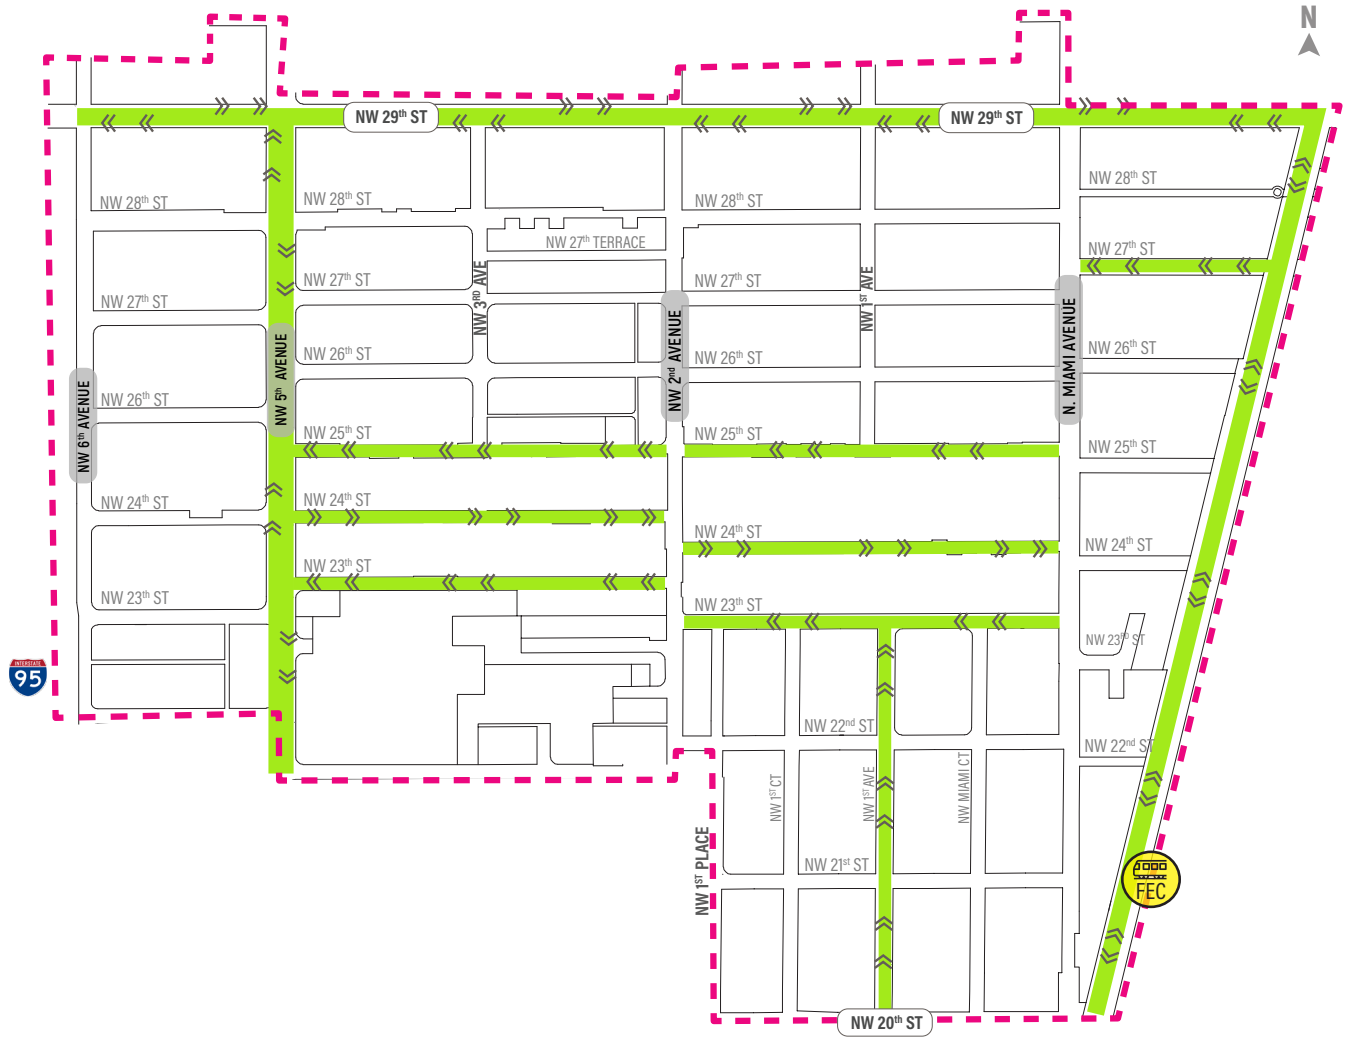 N
NW 29th ST
NW 29th ST
NW 28th ST
NW 28th ST
NW 28th ST
NW 28th ST
NW 27th TERRACE
NW 27th ST
NW 27th ST
NW 27th ST
NW 27th ST
NW 3RD AVE
NW 1ST AVE
NW 6th AVENUE
NW 5th AVENUE
NW 2nd AVENUE
N. MIAMI AVENUE
NW 26th ST
NW 26th ST
NW 26th ST
NW 26th ST
NW 25th ST
NW 25th ST
NW 25th ST
NW 24th ST
NW 24th ST
NW 24th ST
NW 24th ST
NW 23th ST
NW 23th ST
NW 23th ST
NW 23RD ST
INTERSTATE
95
NW 22nd ST
NW 22nd ST
NW 1ST CT
NW 1ST AVE
NW MIAMI CT
NW 1ST PLACE
NW 21st ST
FEC
NW 20th ST